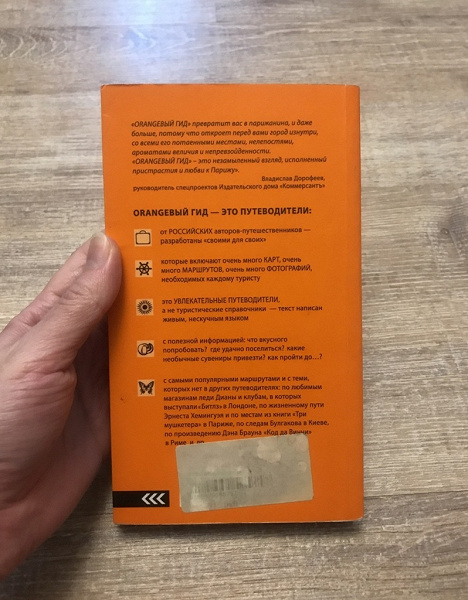 «ORANGEВЫЙ ГИД» превратит вас в парижанина, и даже
больше, потому что откроет перед вами город изнутри,
со всеми его потаенными местами, нелепостями,
ароматами величия и непревзойденности.
«ORANGEВЫЙ ГИД» – это незамыленный взгляд, исполненный
пристрастия и любви к Парижу».
Владислав Дорофеев,
руководитель спецпроектов Издательского дома «Коммерсантъ»
ORANGEВЫЙ ГИД — ЭТО ПУТЕВОДИТЕЛИ:
от РОССИЙСКИХ авторов-путешественников —
разработаны «своими для своих»
которые включают очень много КАРТ, очень
много МАРШРУТОВ, очень много ФОТОГРАФИЙ,
необходимых каждому туристу
это УВЛЕКАТЕЛЬНЫЕ ПУТЕВОДИТЕЛИ,
а не туристические справочники — текст написан
живым, нескучным языком
с полезной информацией: что вкусного
попробовать? где удачно поселиться? какие
необычные сувениры привезти? как пройти до...?
с самыми популярными маршрутами и с теми,
которых нет в других путеводителях: по любимым
магазинам леди Дианы и клубам, в которых
выступали «Битлз» в Лондоне, по жизненному пути
Эрнеста Хемингуэя и по местам из книги «Три
мушкетера» в Париже, по следам Булгакова в Киеве,
по произведению Дэна Брауна «Код да Винчи»
в Риме и